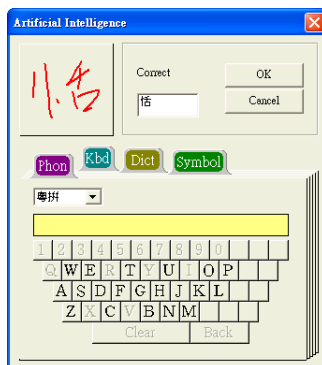 Artificial Intelligence
恬
Correct
恬
OK
Cancel
Phon Kbd Dict Symbol
粵拼
1 2 3 4 5 6 7 8 9 0
Q W E R T Y U I O P
A S D F G H J K L
Z X C V B N M
Clear Back